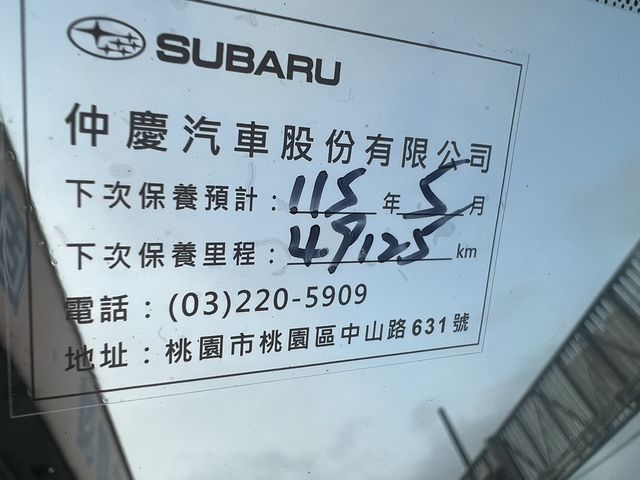 SUBARU
仲慶汽車股份有限公司
下次保養預計：115年5月
下次保養里程：49125km
電話：(03)220-5909
地址：桃園市桃園區中山路631號